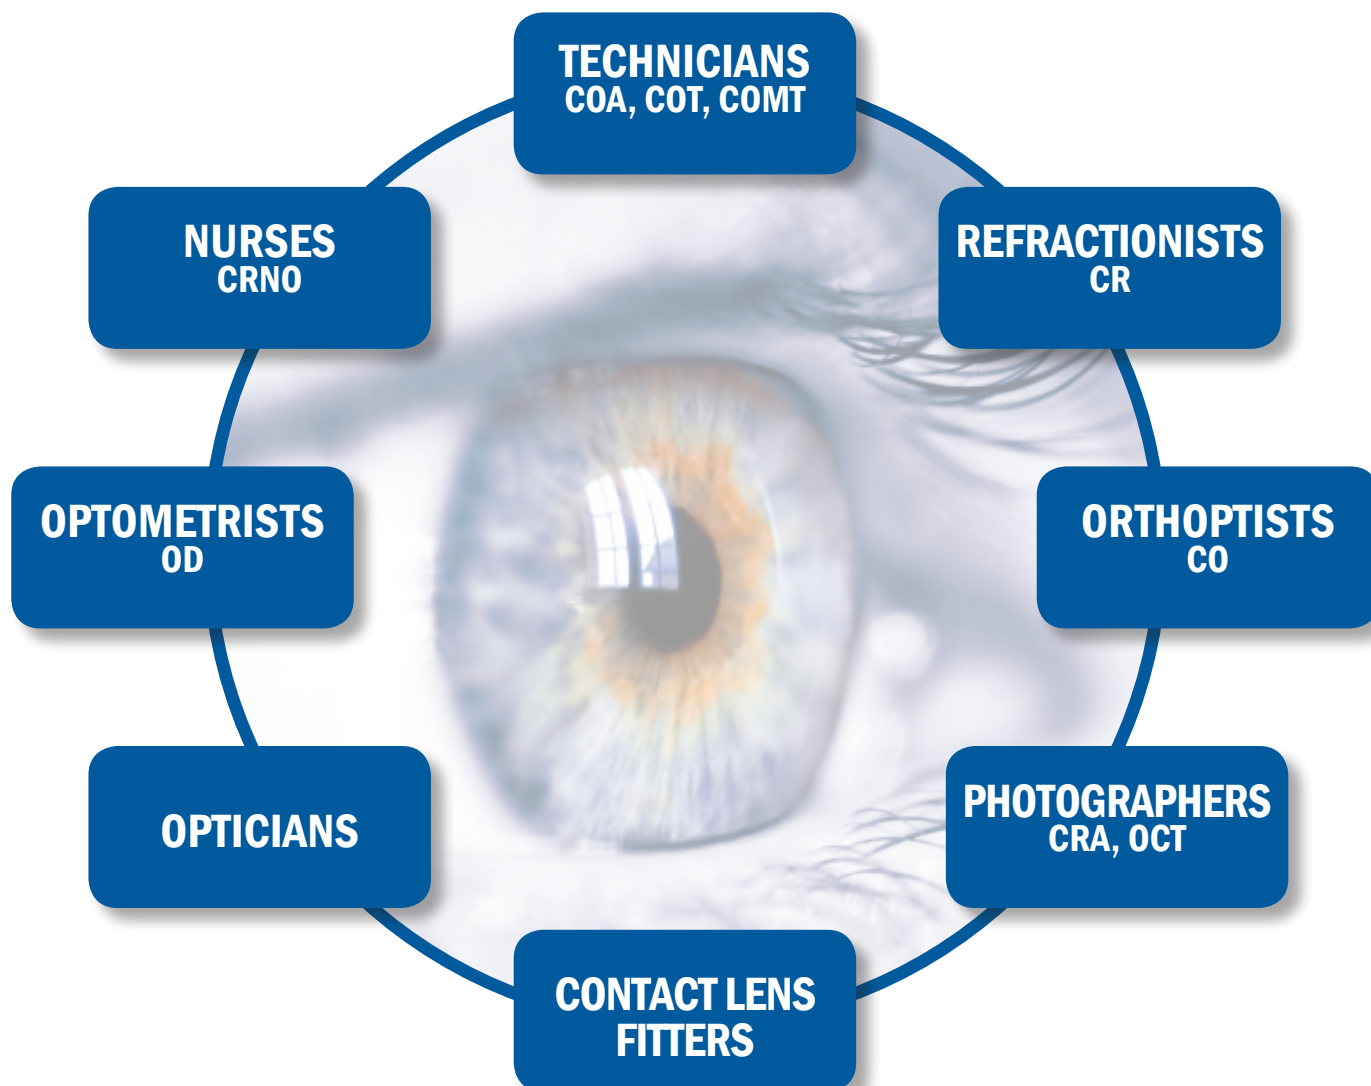 TECHNICIANS
COA, COT, COMT
NURSES
CRNO
REFRACTIONISTS
CR
OPTOMETRISTS
OD
ORTHOPTISTS
CO
OPTICIANS
PHOTOGRAPHERS
CRA, OCT
CONTACT LENS
FITTERS